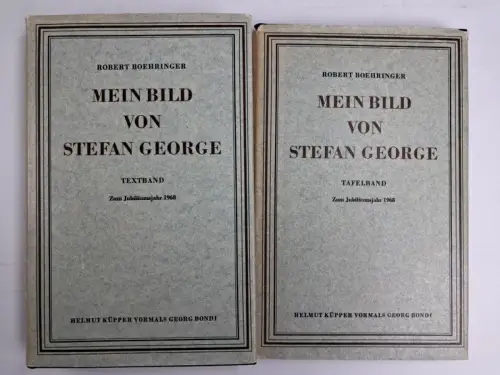 ROBERT BOEHRINGER
MEIN BILD
VON
STEFAN GEORGE
TEXTBAND
Zum Jubiläumsjahr 1968
HELMUT KÜPPER VORMALS GEORG BONDI
ROBERT BOEHRINGER
MEIN BILD
VON
STEFAN GEORGE
TAFELBAND
Zum Jubiläumsjahr 1968
HELMUT KÜPPER VORMALS GEORG BONDI